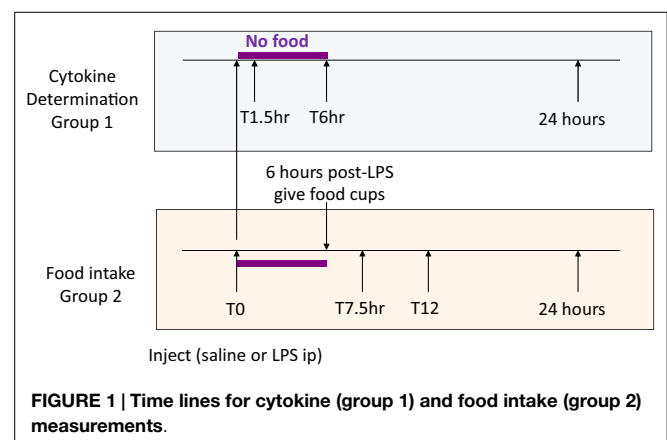 No food
Cytokine
Determination
Group 1
T1.5hr
T6hr
24 hours
6 hours post-LPS
give food cups
Food intake
Group 2
T0
T7.5hr
T12
24 hours
Inject (saline or LPS ip)
FIGURE 1 | Time lines for cytokine (group 1) and food intake (group 2)
measurements.